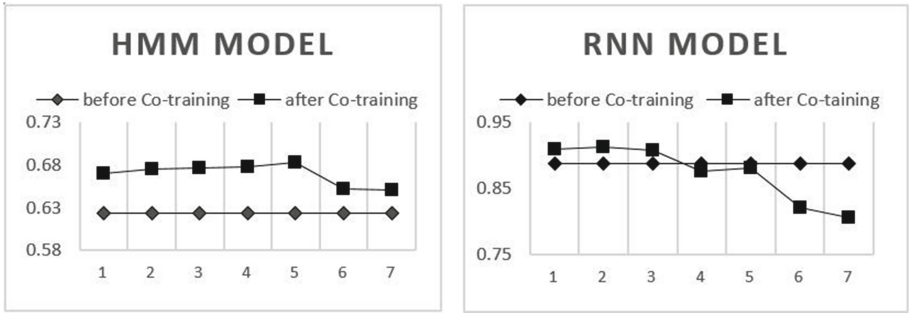 HMM MODEL
before Co-training after Co-training
0.73
0.68
0.63
0.58
1 2 3 4 5 6 7
RNN MODEL
before Co-training after Co-taining
0.95
0.85
0.75
1 2 3 4 5 6 7